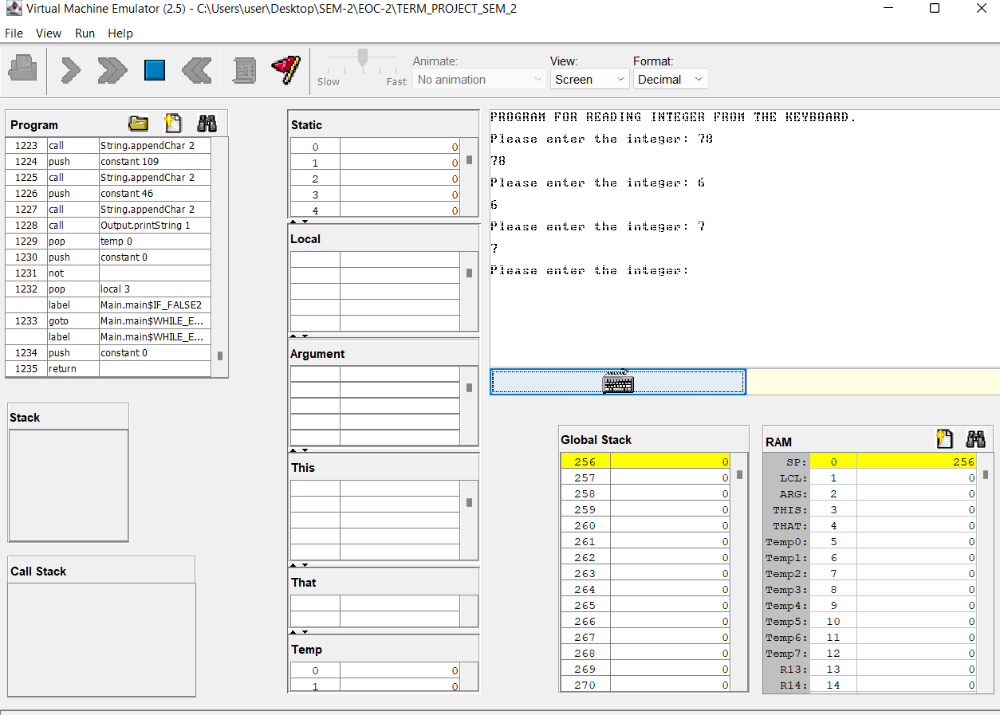 Virtual Machine Emulator (2.5) - C:\Users\user\Desktop\SEM-2\EOC-2\TERM_PROJECT_SEM_2
File View Run Help
Slow Fast
Animate:
No animation
View:
Screen
Format:
Decimal
Program
1223 call String.appendChar 2
1224 push constant 109
1225 call String.appendChar 2
1226 push constant 46
1227 call String.appendChar 2
1228 call Output.printString 1
1229 pop temp 0
1230 push constant 0
1231 not
1232 pop local 3
label Main.main$IF_FALSE2
1233 goto Main.main$WHILE_E...
label Main.main$WHILE_E...
1234 push constant 0
1235 return
Stack
Call Stack
Static
0 0
1 0
2 0
3 0
4 0
Local
Argument
This
That
Temp
0 0
1 0
PROGRAM FOR READING INTEGER FROM THE KEYBOARD.
Please enter the integer: 78
78
Please enter the integer: 6
6
Please enter the integer: 7
7
Please enter the integer:
Global Stack
256 0
257 0
258 0
259 0
260 0
261 0
262 0
263 0
264 0
265 0
266 0
267 0
268 0
269 0
270 0
RAM
SP: 0 256
LCL: 1 0
ARG: 2 0
THIS: 3 0
THAT: 4 0
Temp0: 5 0
Temp1: 6 0
Temp2: 7 0
Temp3: 8 0
Temp4: 9 0
Temp5: 10 0
Temp6: 11 0
Temp7: 12 0
R13: 13 0
R14: 14 0